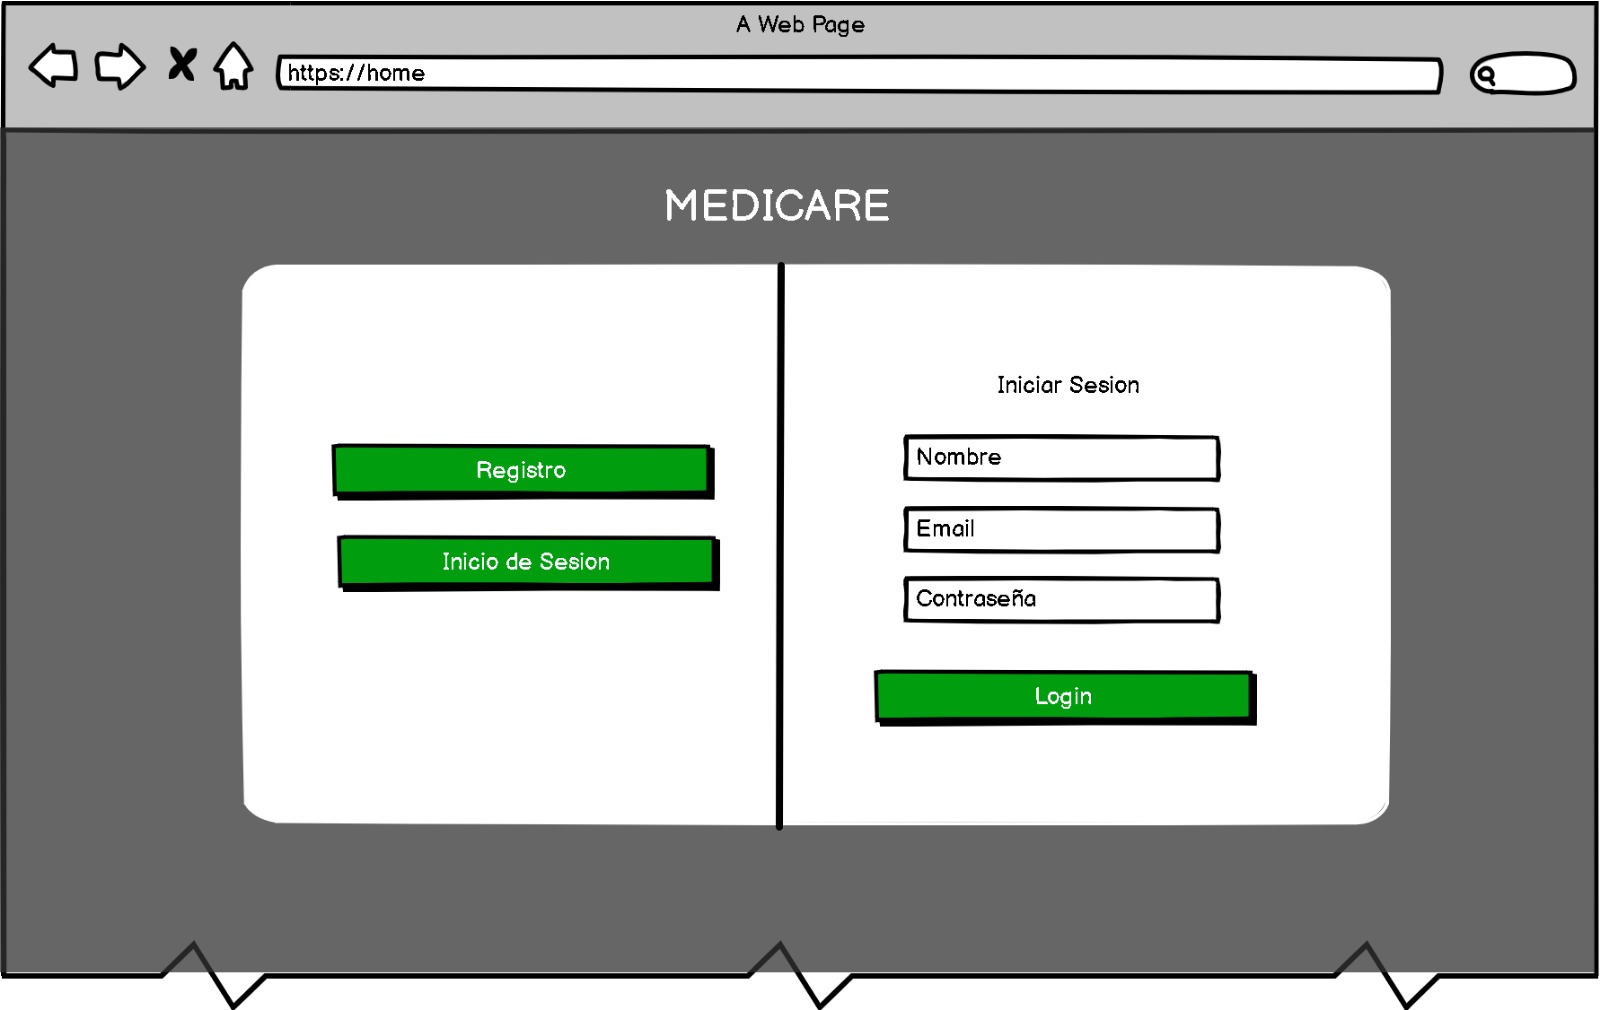 A Web Page
https://home
MEDICARE
Registro
Inicio de Sesion
Iniciar Sesion
Nombre
Email
Contraseña
Login